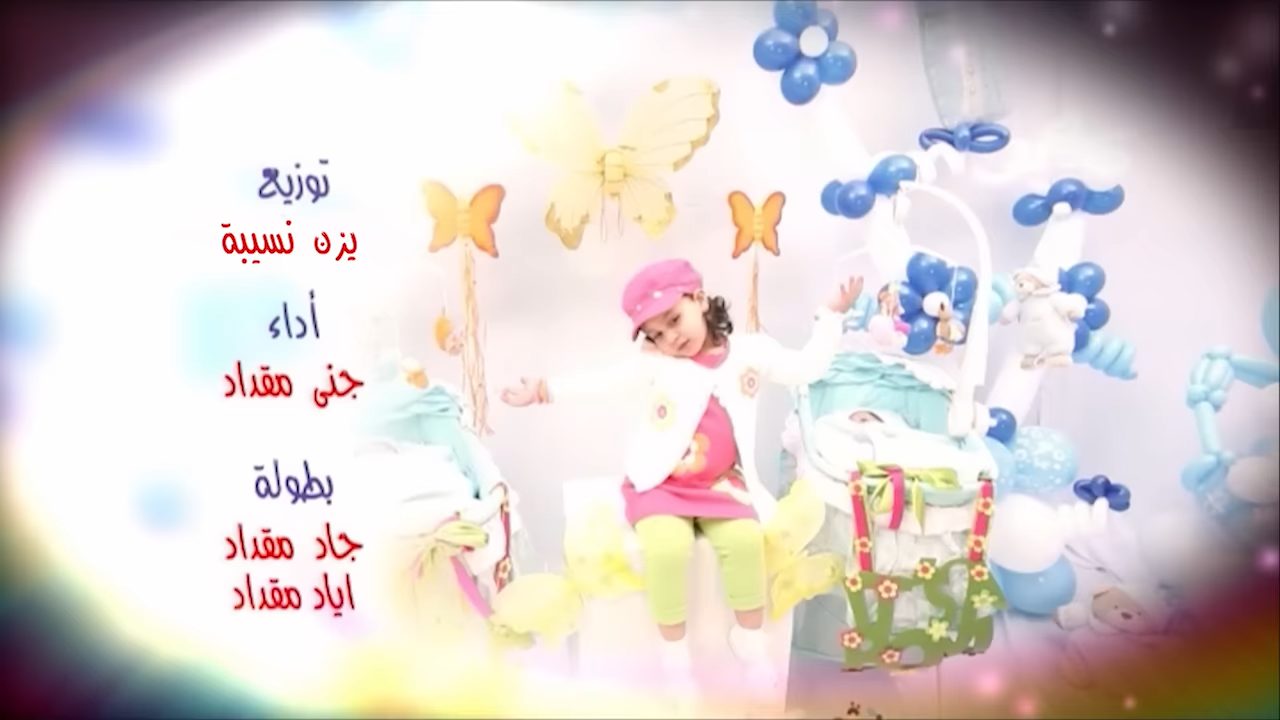 توزيع
يزن نسيبة
أداء
جنى مقداد
بطولة
جاد مقداد
اياد مقداد